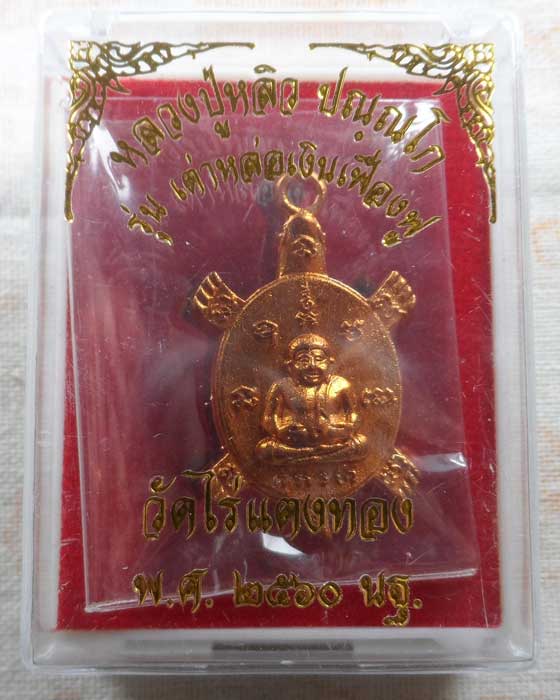 หลวงปู่หลิว ปณฺณโก
รุ่น เต่าหล่อเงินเฟื่องฟู
วัดไร่แตงทอง
พ.ศ. ๒๕๖๐ นฐ.